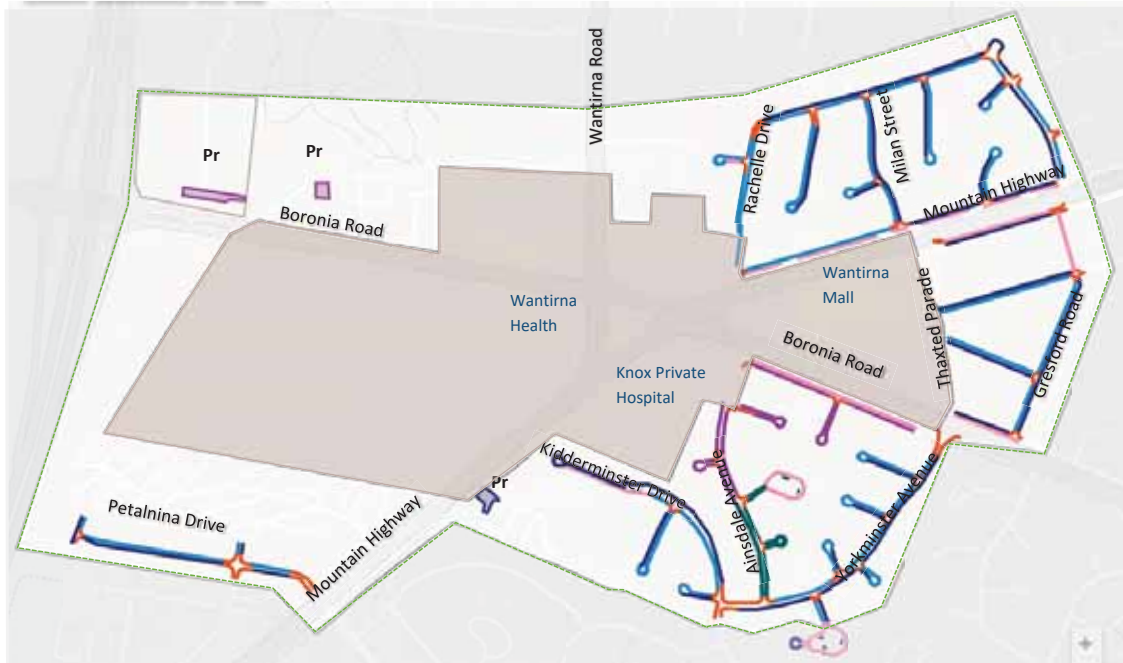 Wantirna Road
Pr
Pr
Boronia Road
Rachelle Drive
Milan Street
Mountain Highway
Wantirna
Health
Wantirna
Mall
Thaxted Parade
Gresford Road
Boronia Road
Knox Private
Hospital
Kidderminster Drive
Pr
Ainsdale Avenue
Yorkminster Avenue
Petalnina Drive
Mountain Highway